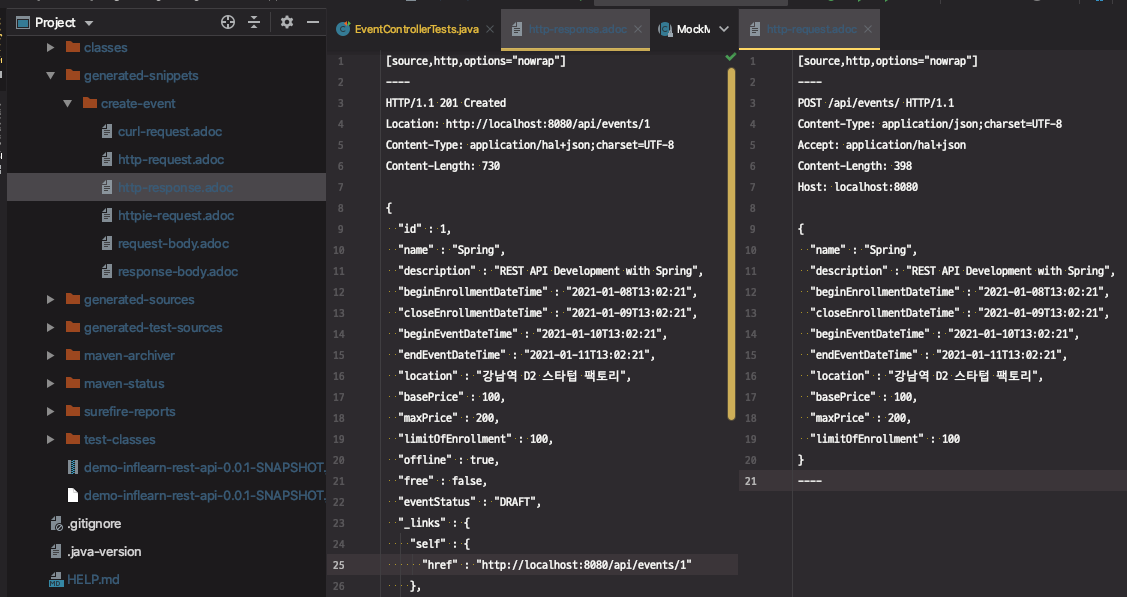 Project
classes
generated-snippets
create-event
curl-request.adoc
http-request.adoc
http-response.adoc
httpie-request.adoc
request-body.adoc
response-body.adoc
generated-sources
generated-test-sources
maven-archiver
maven-status
surefire-reports
test-classes
demo-inflearn-rest-api-0.0.1-SNAPSHOT.
demo-inflearn-rest-api-0.0.1-SNAPSHOT.
.gitignore
.java-version
HELP.md
EventControllerTests.java
http-response.adoc
MockM
http-request.adoc
1 [source,http,options="nowrap"]
2 ----
3 HTTP/1.1 201 Created
4 Location: http://localhost:8080/api/events/1
5 Content-Type: application/hal+json;charset=UTF-8
6 Content-Length: 730
7
8 {
9 "id" : 1,
10 "name" : "Spring",
11 "description" : "REST API Development with Spring",
12 "beginEnrollmentDateTime" : "2021-01-08T13:02:21",
13 "closeEnrollmentDateTime" : "2021-01-09T13:02:21",
14 "beginEventDateTime" : "2021-01-10T13:02:21",
15 "endEventDateTime" : "2021-01-11T13:02:21",
16 "location" : "강남역 D2 스타텁 팩토리",
17 "basePrice" : 100,
18 "maxPrice" : 200,
19 "limitOfEnrollment" : 100,
20 "offline" : true,
21 "free" : false,
22 "eventStatus" : "DRAFT",
23 "_links" : {
24 "self" : {
25 "href" : "http://localhost:8080/api/events/1"
26 },
1 [source,http,options="nowrap"]
2 ----
3 POST /api/events/ HTTP/1.1
4 Content-Type: application/json;charset=UTF-8
5 Accept: application/hal+json
6 Content-Length: 398
7 Host: localhost:8080
8
9 {
10 "name" : "Spring",
11 "description" : "REST API Development with Spring",
12 "beginEnrollmentDateTime" : "2021-01-08T13:02:21",
13 "closeEnrollmentDateTime" : "2021-01-09T13:02:21",
14 "beginEventDateTime" : "2021-01-10T13:02:21",
15 "endEventDateTime" : "2021-01-11T13:02:21",
16 "location" : "강남역 D2 스타텁 팩토리",
17 "basePrice" : 100,
18 "maxPrice" : 200,
19 "limitOfEnrollment" : 100
20 }
21 ----